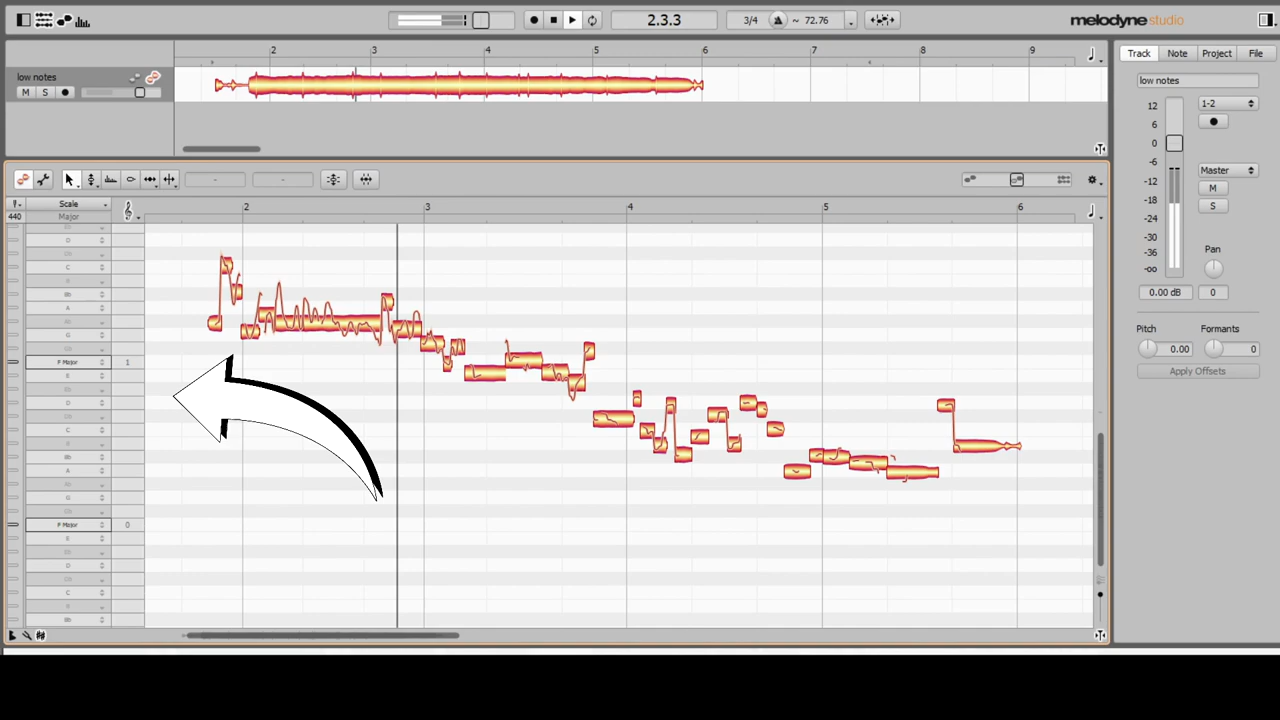 2.3.3
3/4
~ 72.76
melodyne studio
2 3 4 5 6 7 8 9
low notes
M S
Track Note Project File
low notes
12
6
0
-6
-12
-18
-24
-30
-36
-∞
1-2
Master
M
S
Pan
0.00 dB
0
Pitch Formants
0.00 0
Apply Offsets
Scale
440 Major
2 3 4 5 6
C
Bb
A
G
F Major 1
E
D
C
Bb
A
G
F Major 0
E
D
C
Bb